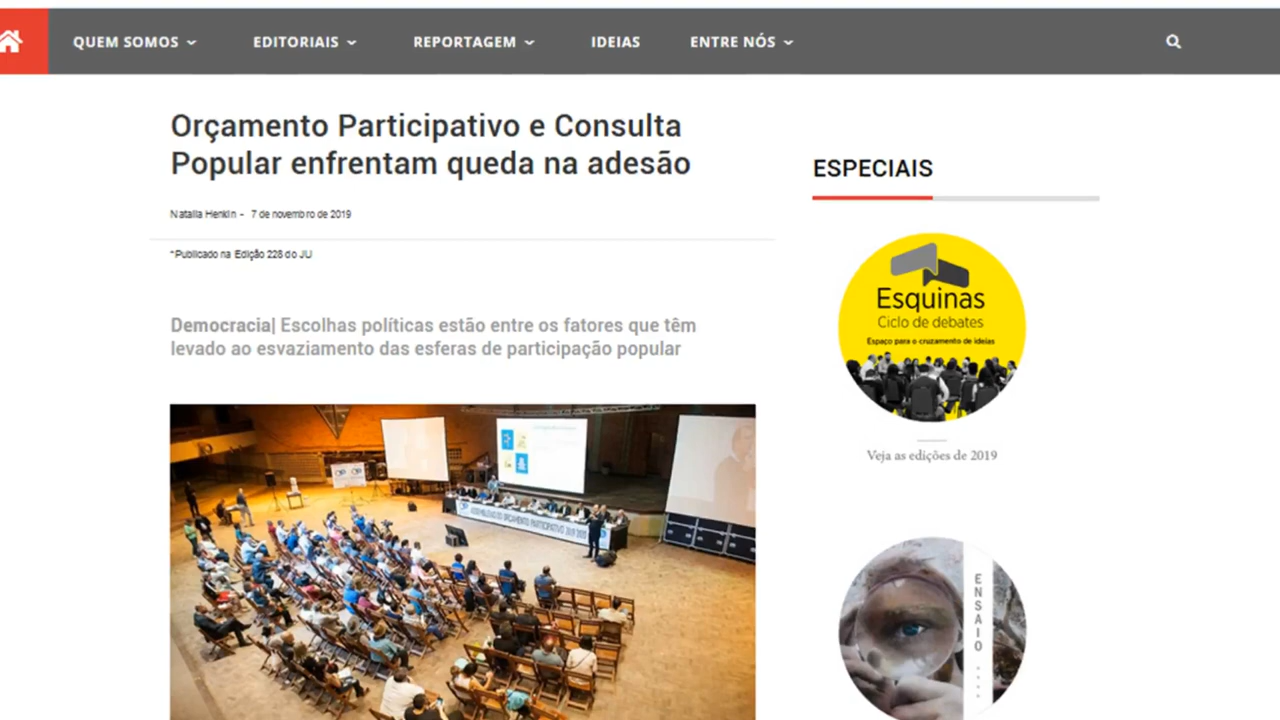 QUEM SOMOS
EDITORIAIS
REPORTAGEM
IDEIAS
ENTRE NÓS
Orçamento Participativo e Consulta
Popular enfrentam queda na adesão
Natalia Henkin - 7 de novembro de 2019
*Publicado na Edição 228 do JU
Democracia| Escolhas políticas estão entre os fatores que têm
levado ao esvaziamento das esferas de participação popular
ESPECIAIS
Esquinas
Ciclo de debates
Espaço para o cruzamento de ideias
Veja as edições de 2019
ENSAIO